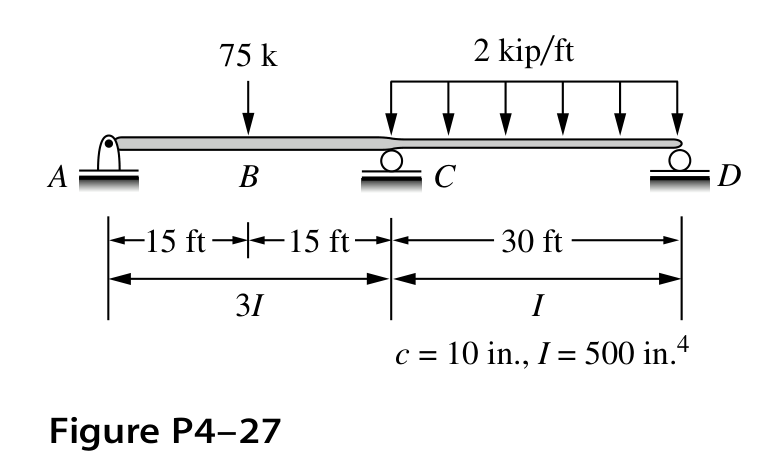 75 k
2 kip/ft
A
B
C
D
15 ft
15 ft
30 ft
3I
I
c = 10 in., I = 500 in.⁴
Figure P4–27